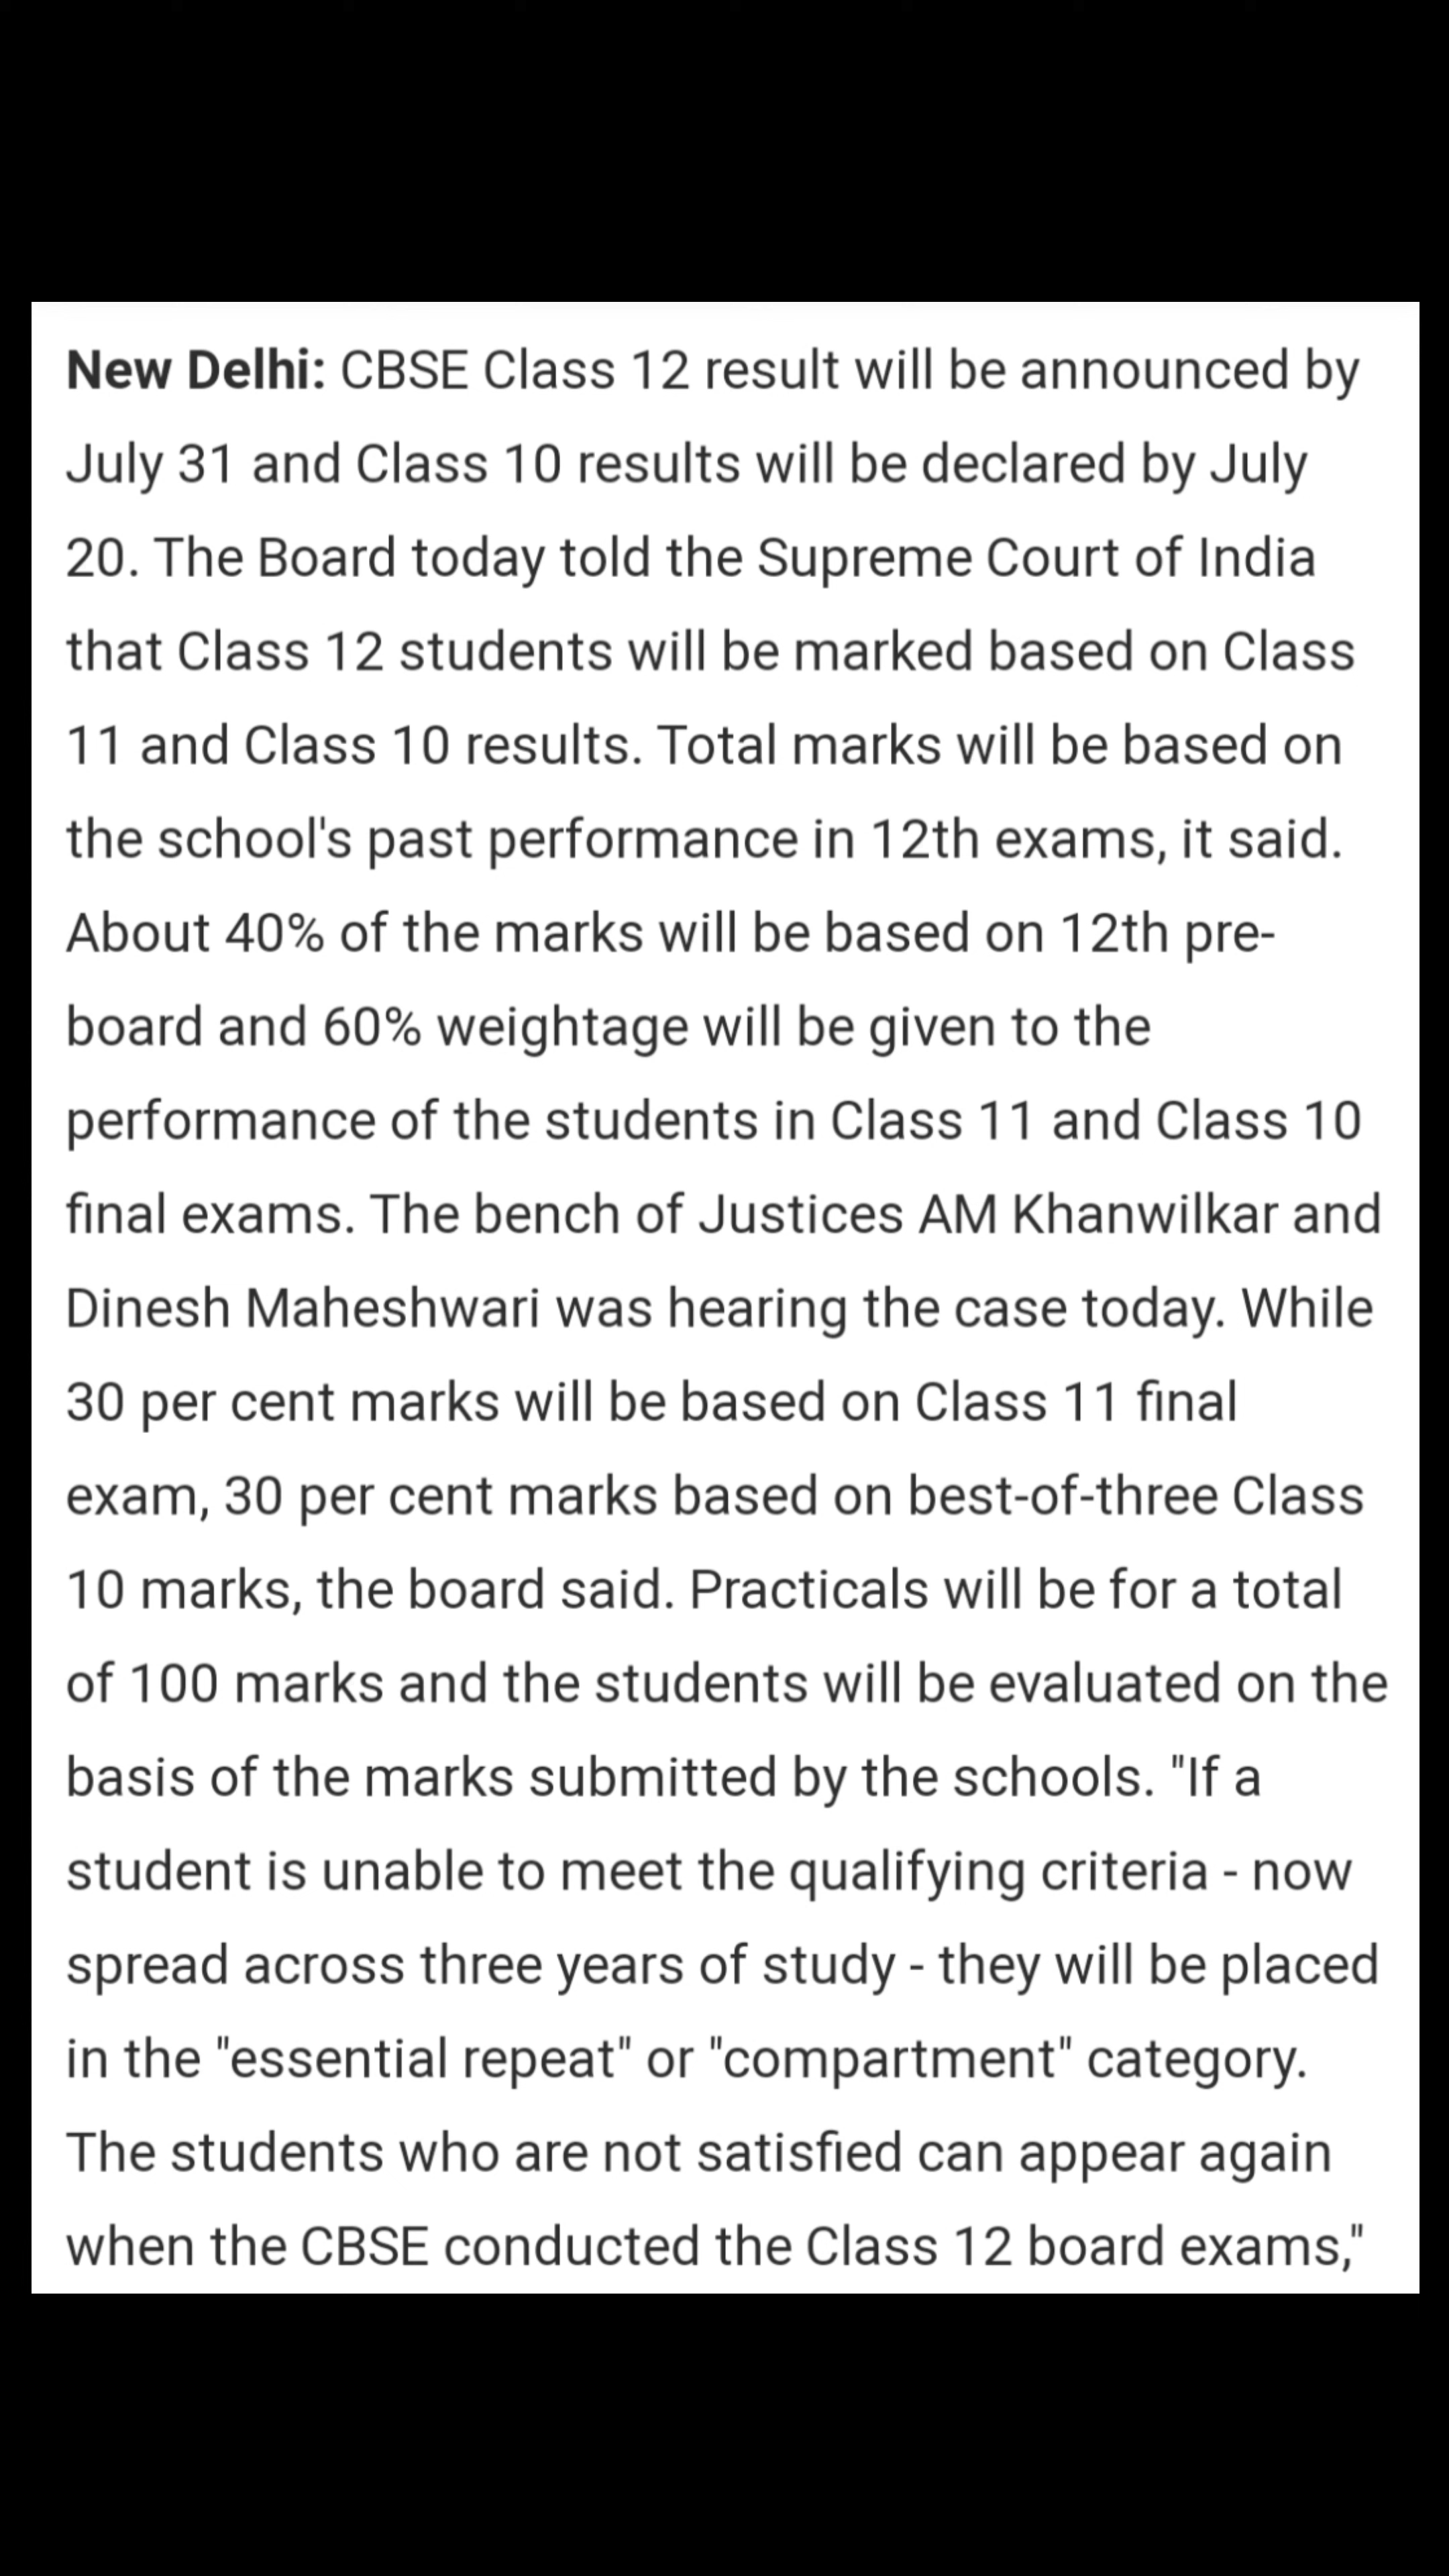 New Delhi: CBSE Class 12 result will be announced by
July 31 and Class 10 results will be declared by July
20. The Board today told the Supreme Court of India
that Class 12 students will be marked based on Class
11 and Class 10 results. Total marks will be based on
the school's past performance in 12th exams, it said.
About 40% of the marks will be based on 12th pre-
board and 60% weightage will be given to the
performance of the students in Class 11 and Class 10
final exams. The bench of Justices AM Khanwilkar and
Dinesh Maheshwari was hearing the case today. While
30 per cent marks will be based on Class 11 final
exam, 30 per cent marks based on best-of-three Class
10 marks, the board said. Practicals will be for a total
of 100 marks and the students will be evaluated on the
basis of the marks submitted by the schools. "If a
student is unable to meet the qualifying criteria - now
spread across three years of study - they will be placed
in the "essential repeat" or "compartment" category.
The students who are not satisfied can appear again
when the CBSE conducted the Class 12 board exams,"